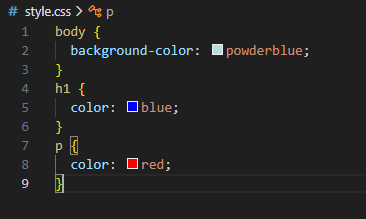 # style.css > p
1 body {
2   background-color: powderblue;
3 }
4 h1 {
5   color: blue;
6 }
7 p {
8   color: red;
9 }